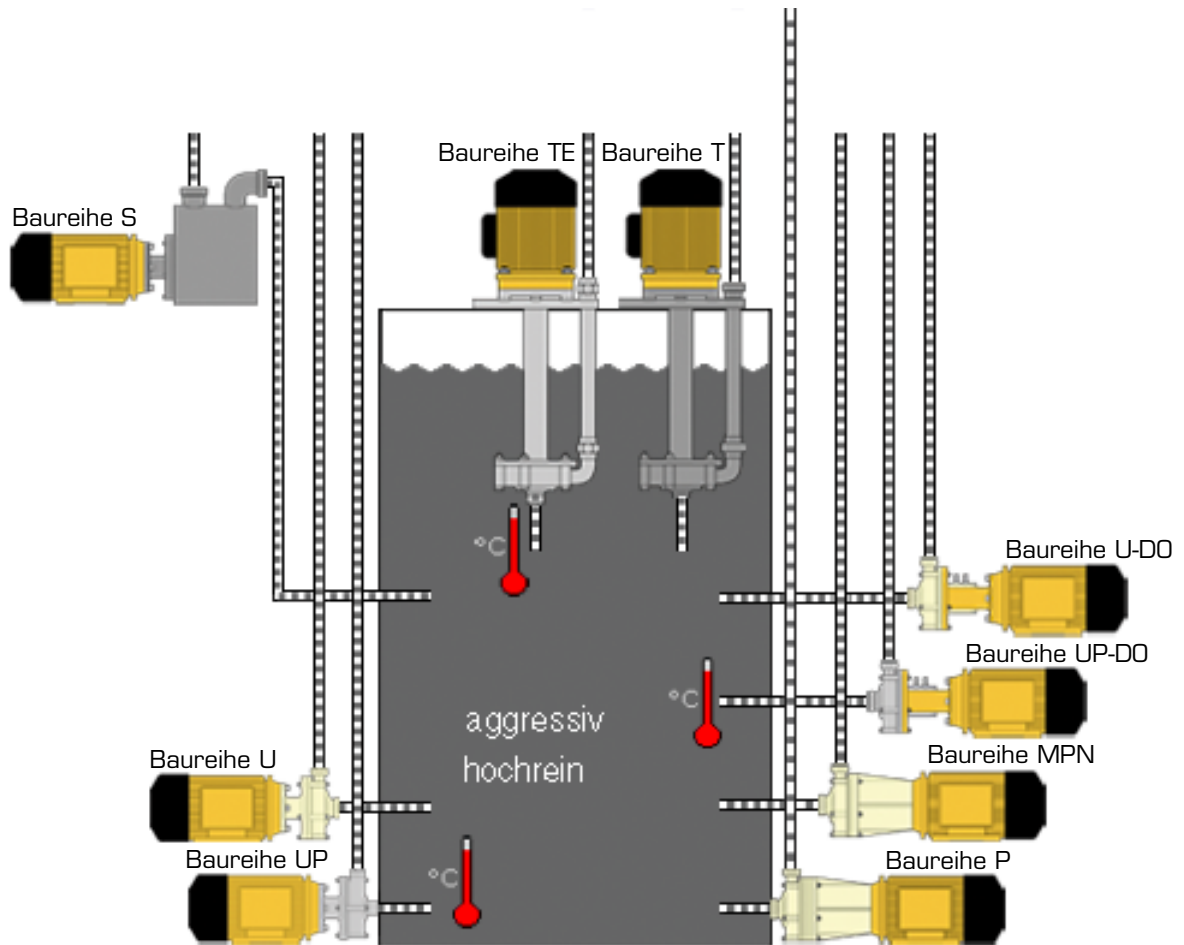 Baureihe TE
Baureihe T
Baureihe S
°C
Baureihe U-DO
Baureihe UP-DO
°C
aggressiv
hochrein
Baureihe U
Baureihe MPN
Baureihe UP
Baureihe P
°C